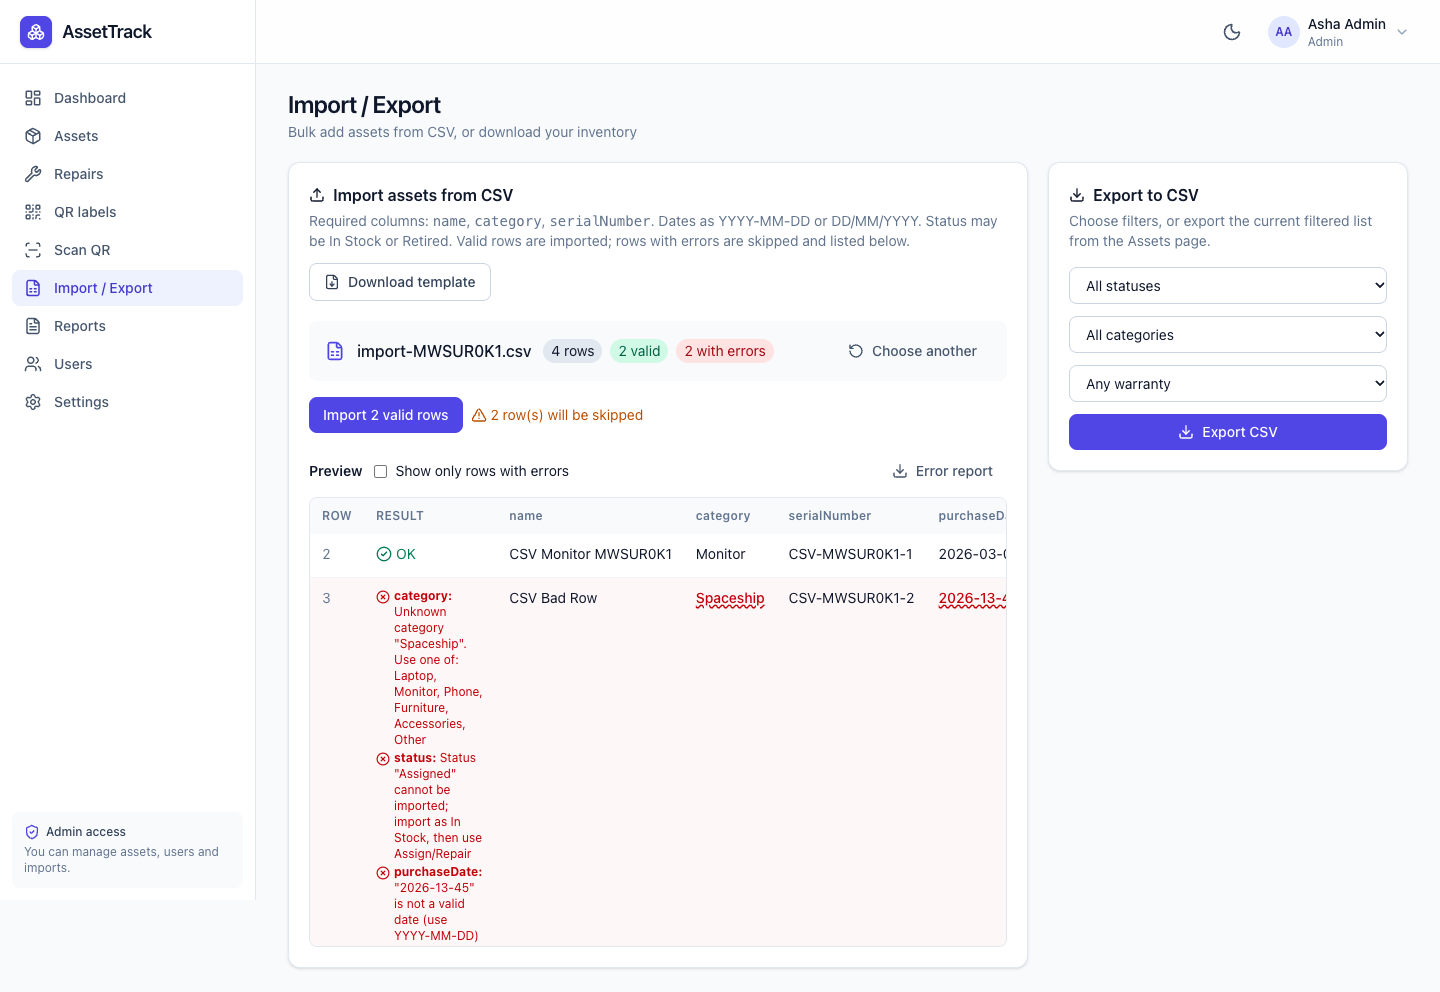 AssetTrack
AA
Asha Admin
Admin
Dashboard
Assets
Repairs
QR labels
Scan QR
Import / Export
Reports
Users
Settings
Admin access
You can manage assets, users and
imports.
Import / Export
Bulk add assets from CSV, or download your inventory
Import assets from CSV
Required columns: name, category, serialNumber. Dates as YYYY-MM-DD or DD/MM/YYYY. Status may
be In Stock or Retired. Valid rows are imported; rows with errors are skipped and listed below.
Download template
import-MWSUR0K1.csv 4 rows 2 valid 2 with errors Choose another
Import 2 valid rows 2 row(s) will be skipped
Preview Show only rows with errors Error report
ROW RESULT name category serialNumber
2 OK CSV Monitor MWSUR0K1 Monitor CSV-MWSUR0K1-1
3 category: CSV Bad Row Spaceship CSV-MWSUR0K1-2
Unknown
category
"Spaceship".
Use one of:
Laptop,
Monitor, Phone,
Furniture,
Accessories,
Other
status: Status
"Assigned"
cannot be
imported;
import as In
Stock, then use
Assign/Repair
purchaseDate:
"2026-13-45"
is not a valid
date (use
YYYY-MM-DD)
Export to CSV
Choose filters, or export the current filtered list
from the Assets page.
All statuses
All categories
Any warranty
Export CSV